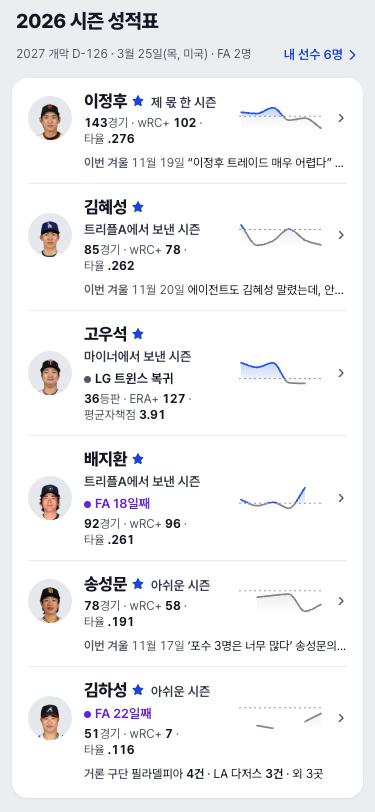 2026 시즌 성적표
2027 개막 D-126 · 3월 25일(목, 미국) · FA 2명
내 선수 6명
이정후 제 몫 한 시즌
143경기 · wRC+ 102 ·
타율 .276
이번 겨울 11월 19일 “이정후 트레이드 매우 어렵다” ...
김혜성
트리플A에서 보낸 시즌
85경기 · wRC+ 78 ·
타율 .262
이번 겨울 11월 20일 에이전트도 김혜성 말렸는데, 안...
고우석
마이너에서 보낸 시즌
LG 트윈스 복귀
36등판 · ERA+ 127 ·
평균자책점 3.91
배지환
트리플A에서 보낸 시즌
FA 18일째
92경기 · wRC+ 96 ·
타율 .261
송성문 아쉬운 시즌
78경기 · wRC+ 58 ·
타율 .191
이번 겨울 11월 17일 ‘포수 3명은 너무 많다’ 송성문의...
김하성 아쉬운 시즌
FA 22일째
51경기 · wRC+ 7 ·
타율 .116
거론 구단 필라델피아 4건 · LA 다저스 3건 · 외 3곳